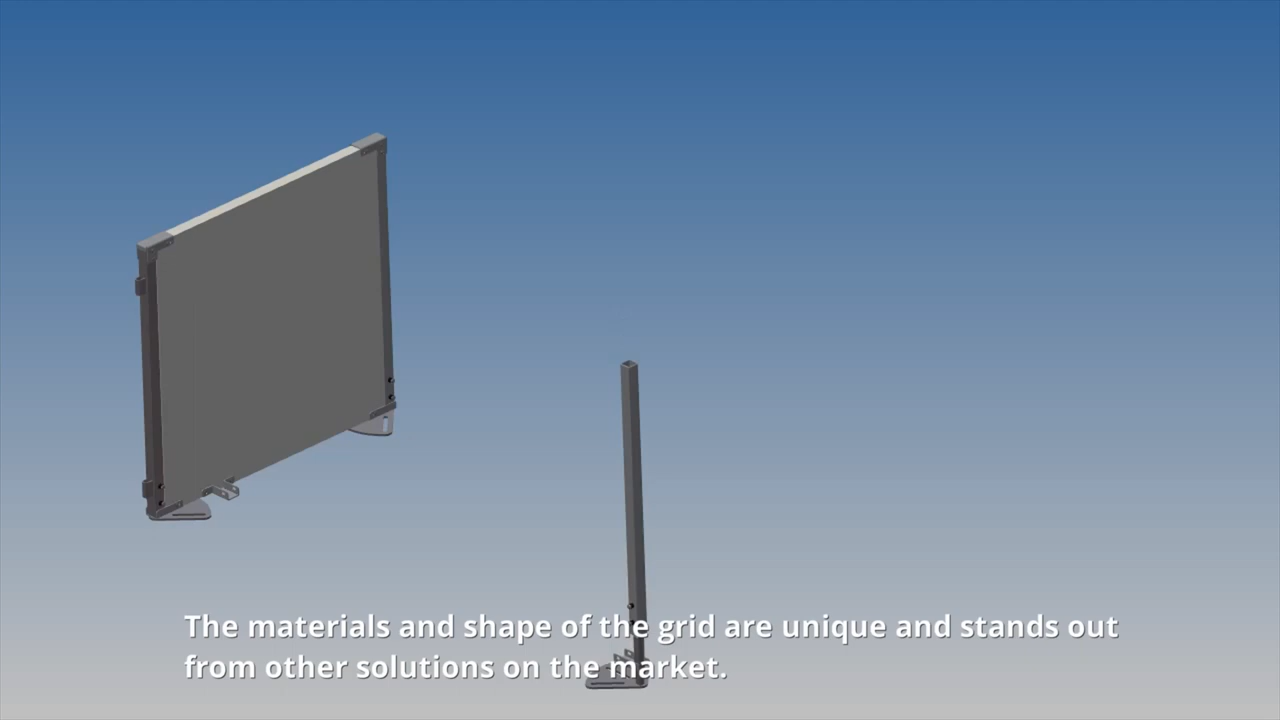 The materials and shape of the grid are unique and stands out
from other solutions on the market.